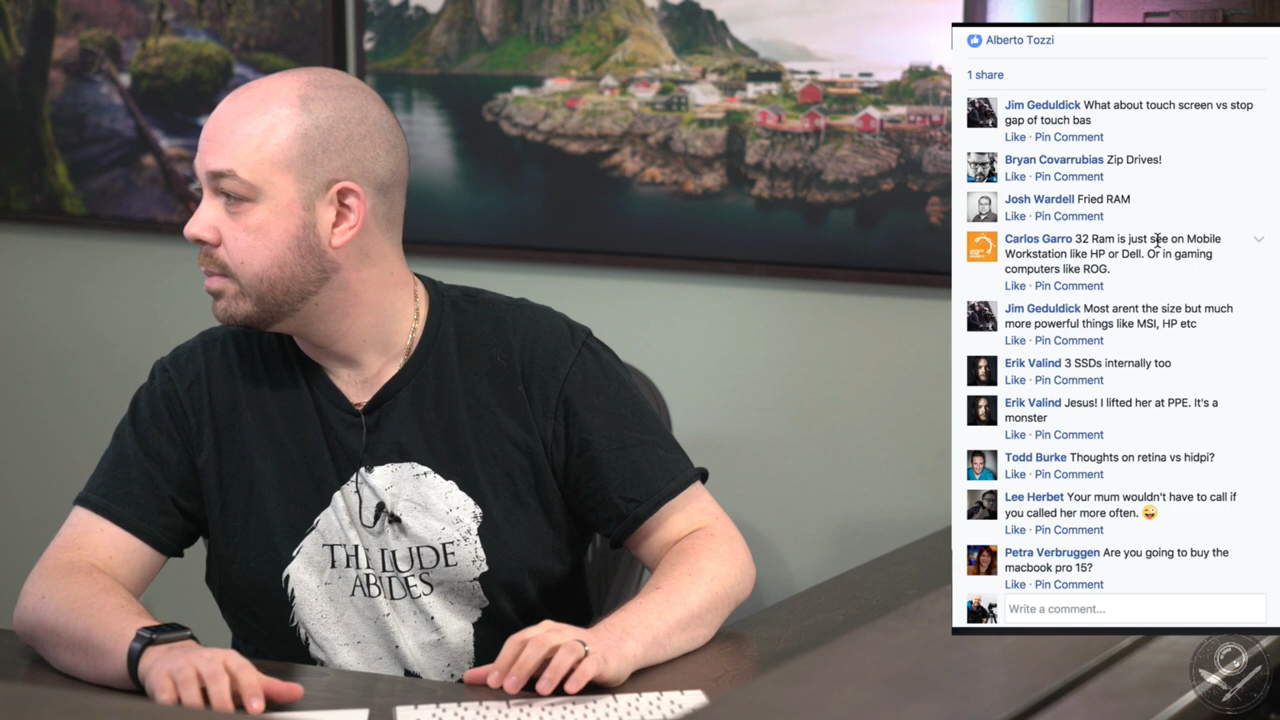 Alberto Tozzi
1 share
Jim Geduldick What about touch screen vs stop
gap of touch bas
Like · Pin Comment
Bryan Covarrubias Zip Drives!
Like · Pin Comment
Josh Wardell Fried RAM
Like · Pin Comment
Carlos Garro 32 Ram is just see on Mobile
Workstation like HP or Dell. Or in gaming
computers like ROG.
Like · Pin Comment
Jim Geduldick Most arent the size but much
more powerful things like MSI, HP etc
Like · Pin Comment
Erik Valind 3 SSDs internally too
Like · Pin Comment
Erik Valind Jesus! I lifted her at PPE. It's a
monster
Like · Pin Comment
Todd Burke Thoughts on retina vs hidpi?
Like · Pin Comment
Lee Herbet Your mum wouldn't have to call if
you called her more often. 😜
Like · Pin Comment
Petra Verbruggen Are you going to buy the
macbook pro 15?
Like · Pin Comment
Write a comment...
ABIDES